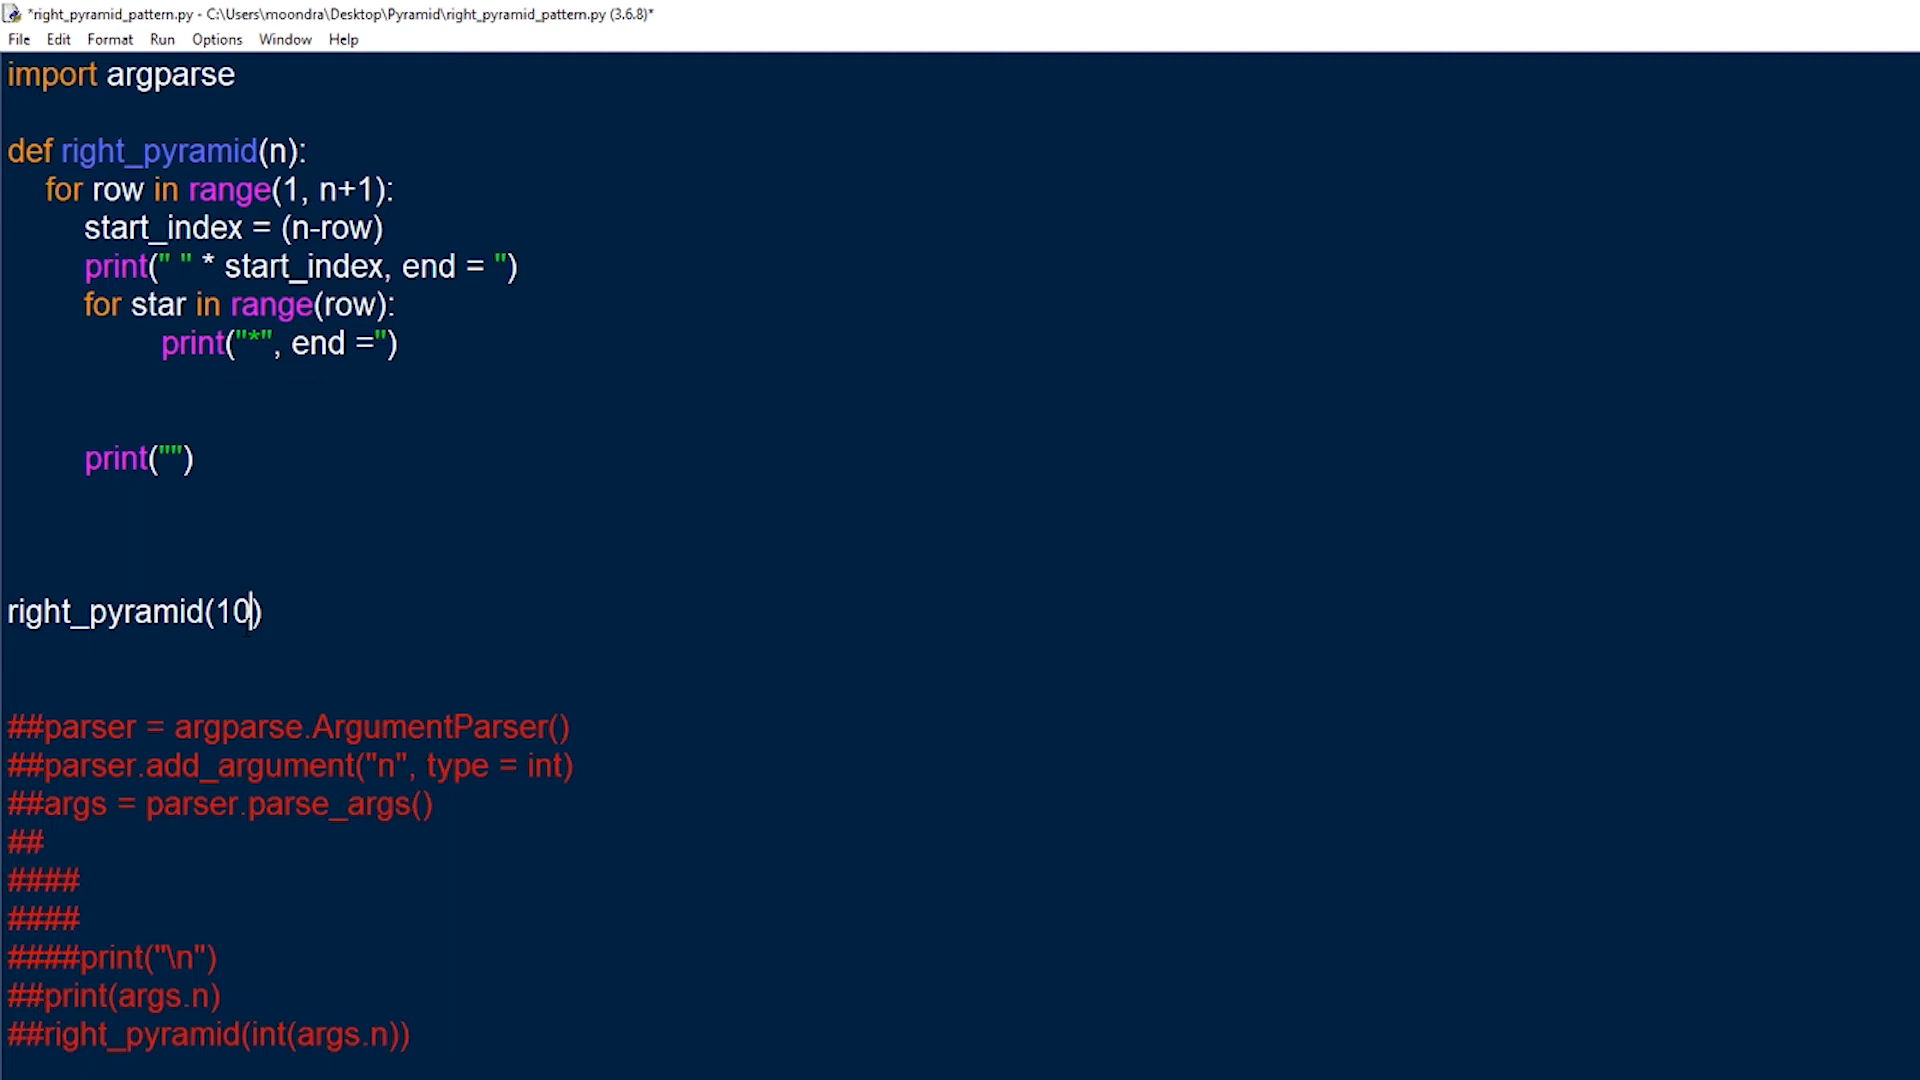 *right_pyramid_pattern.py - C:\Users\moondra\Desktop\Pyramid\right_pyramid_pattern.py (3.6.8)*
File Edit Format Run Options Window Help
import argparse
def right_pyramid(n):
for row in range(1, n+1):
start_index = (n-row)
print(" " * start_index, end = '')
for star in range(row):
print("*", end ='')
print("")
right_pyramid(10)
##parser = argparse.ArgumentParser()
##parser.add_argument("n", type = int)
##args = parser.parse_args()
##
####
####
####print("\n")
##print(args.n)
##right_pyramid(int(args.n))